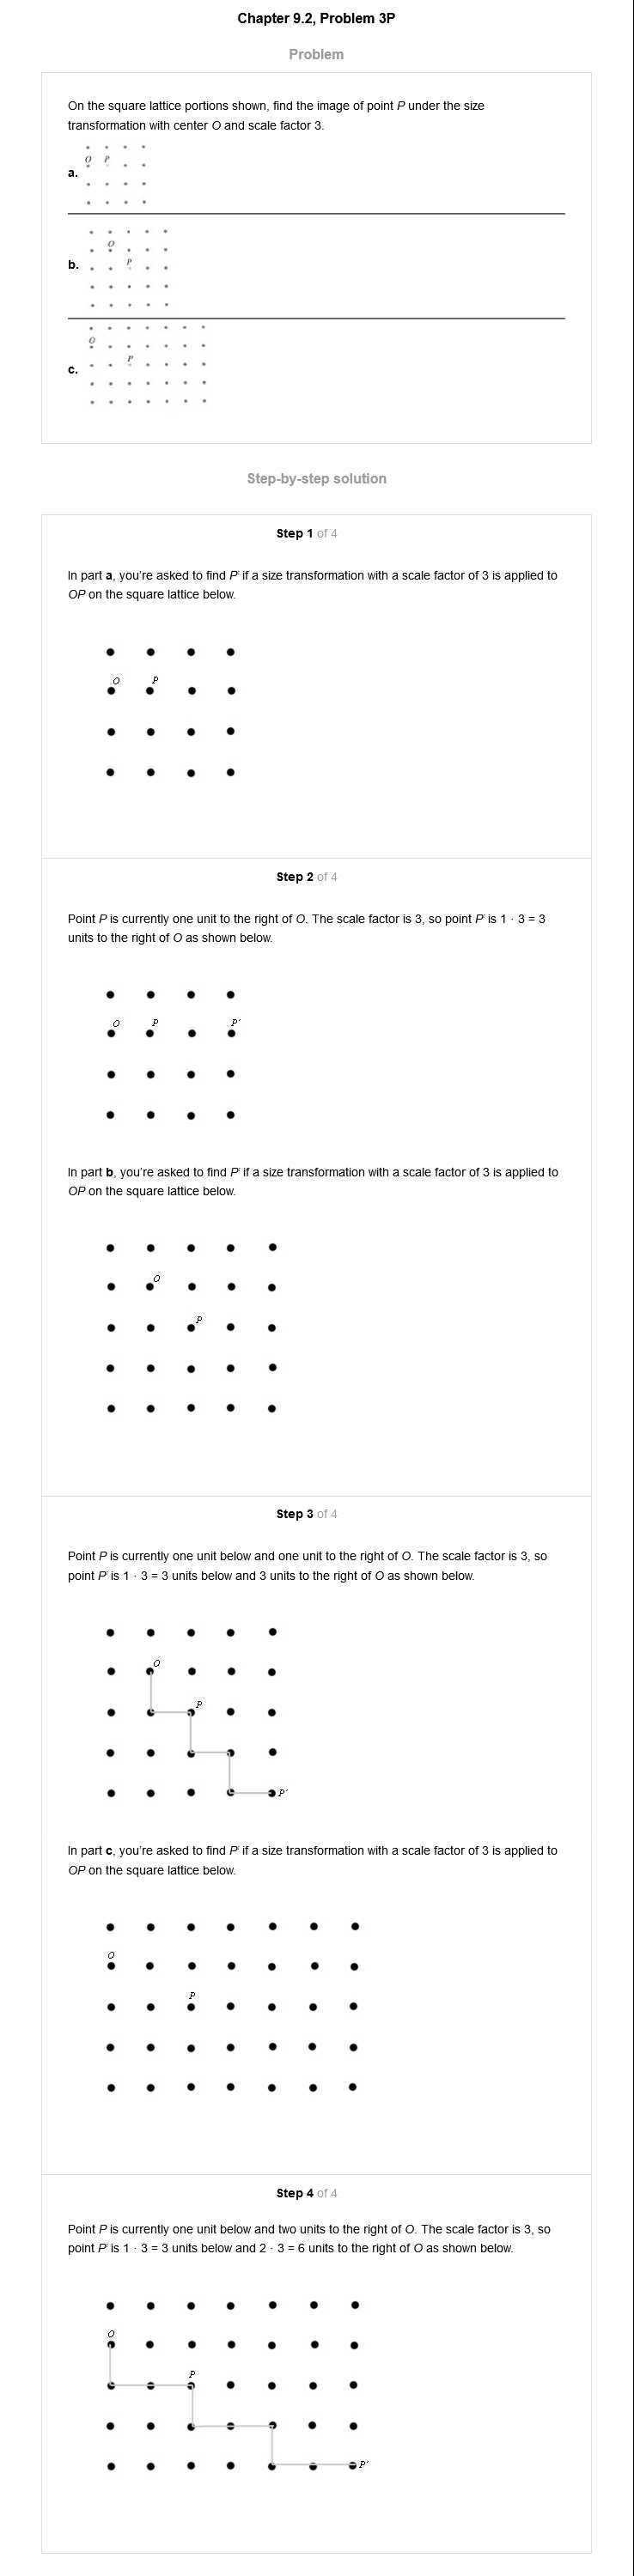 Chapter 9.2, Problem 3P
Problem
On the square lattice portions shown, find the image of point P under the size
transformation with center O and scale factor 3.
O P
a.
O
b.
P
O
P
c.
Step-by-step solution
Step 1 of 4
In part a, you're asked to find P' if a size transformation with a scale factor of 3 is applied to
OP on the square lattice below.
O P
Step 2 of 4
Point P is currently one unit to the right of O. The scale factor is 3, so point P' is 1 · 3 = 3
units to the right of O as shown below.
O P P'
In part b, you're asked to find P' if a size transformation with a scale factor of 3 is applied to
OP on the square lattice below.
O
P
Step 3 of 4
Point P is currently one unit below and one unit to the right of O. The scale factor is 3, so
point P' is 1 · 3 = 3 units below and 3 units to the right of O as shown below.
O
P
P'
In part c, you're asked to find P' if a size transformation with a scale factor of 3 is applied to
OP on the square lattice below.
O
P
Step 4 of 4
Point P is currently one unit below and two units to the right of O. The scale factor is 3, so
point P' is 1 · 3 = 3 units below and 2 · 3 = 6 units to the right of O as shown below.
O
P
P'